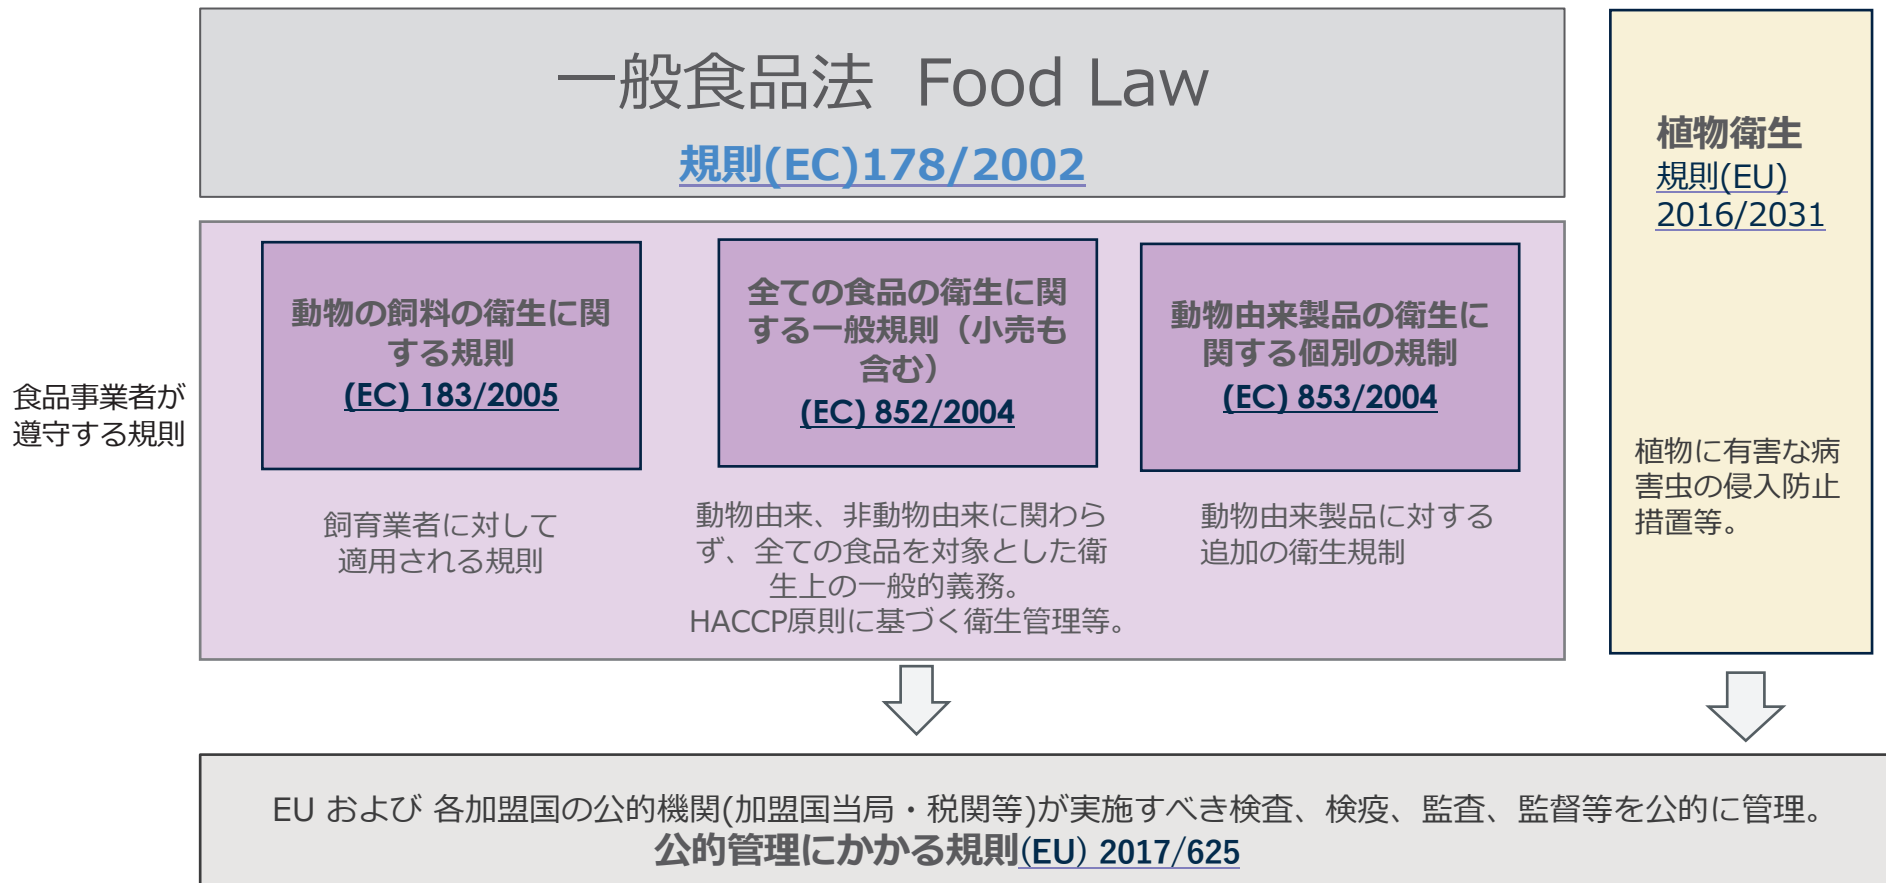 一般食品法 Food Law
規則(EC)178/2002
植物衛生
規則(EU)
2016/2031
植物に有害な病
害虫の侵入防止
措置等。
食品事業者が
遵守する規則
動物の飼料の衛生に関
する規則
(EC) 183/2005
飼育業者に対して
適用される規則
全ての食品の衛生に関
する一般規則（小売も
含む）
(EC) 852/2004
動物由来、非動物由来に関わら
ず、全ての食品を対象とした衛
生上の一般的義務。
HACCP原則に基づく衛生管理等。
動物由来製品の衛生に
関する個別の規制
(EC) 853/2004
動物由来製品に対する
追加の衛生規制
EU および 各加盟国の公的機関(加盟国当局・税関等)が実施すべき検査、検疫、監査、監督等を公的に管理。
公的管理にかかる規則(EU) 2017/625